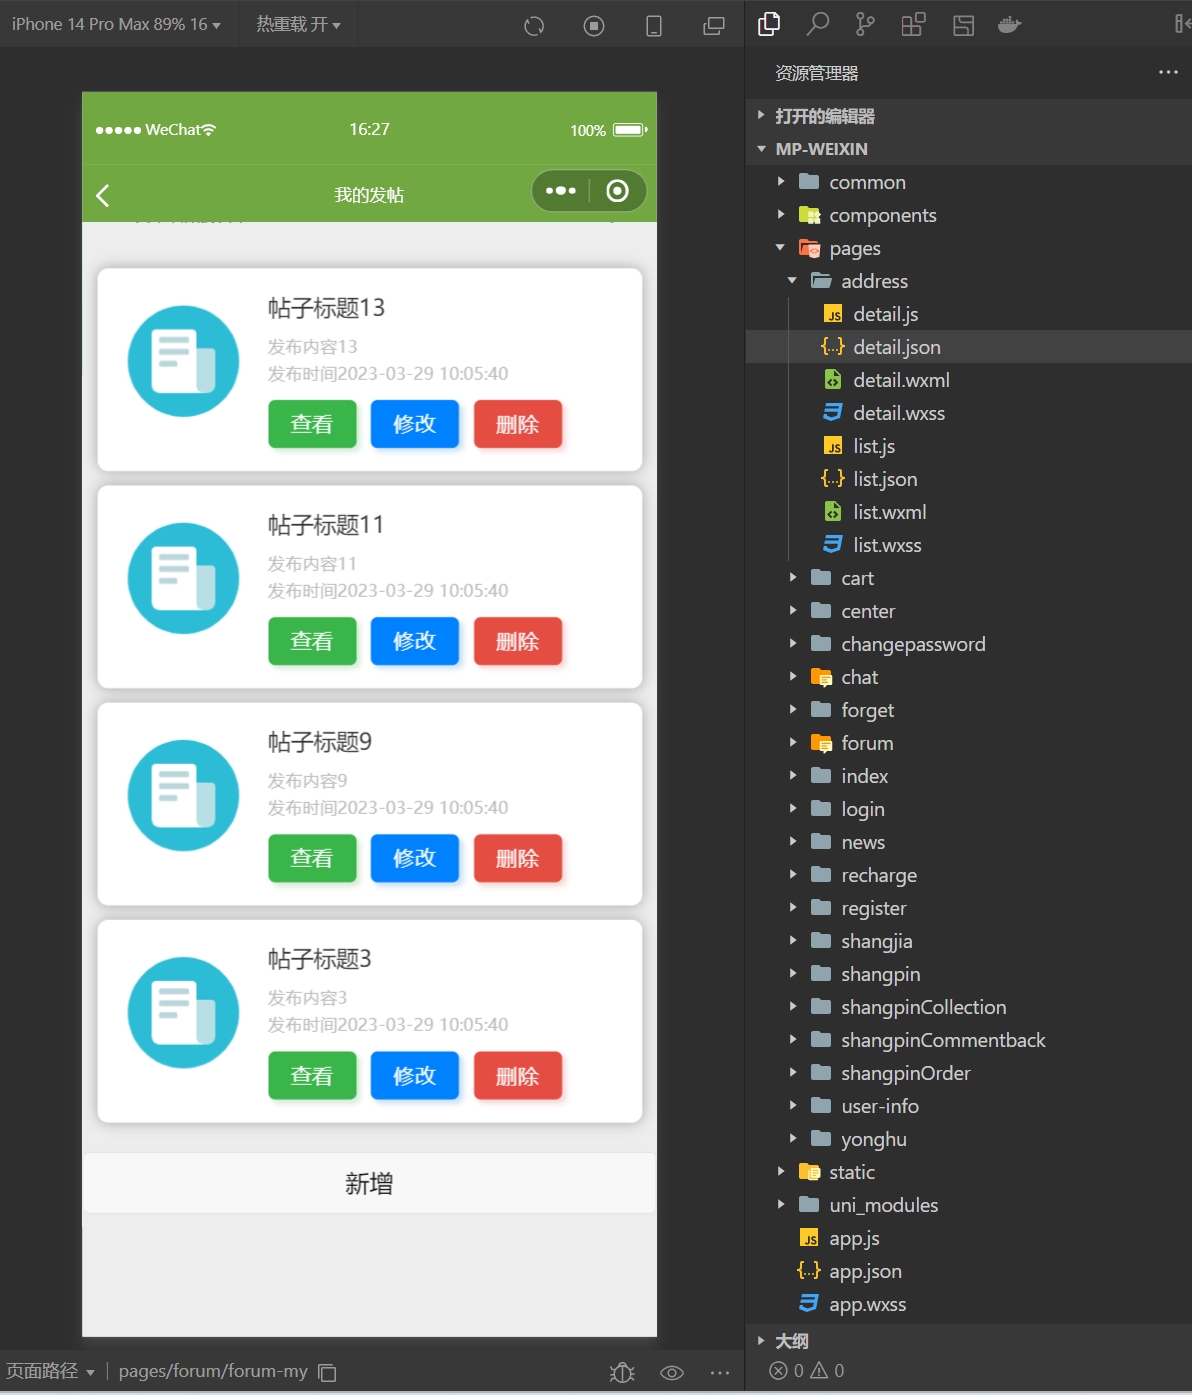 iPhone 14 Pro Max 89% 16
热重载 开
WeChat
16:27
100%
我的发帖
帖子标题13
发布内容13
发布时间2023-03-29 10:05:40
查看
修改
删除
帖子标题11
发布内容11
发布时间2023-03-29 10:05:40
查看
修改
删除
帖子标题9
发布内容9
发布时间2023-03-29 10:05:40
查看
修改
删除
帖子标题3
发布内容3
发布时间2023-03-29 10:05:40
查看
修改
删除
新增
页面路径
pages/forum/forum-my
资源管理器
打开的编辑器
MP-WEIXIN
common
components
pages
address
detail.js
detail.json
detail.wxml
detail.wxss
list.js
list.json
list.wxml
list.wxss
cart
center
changepassword
chat
forget
forum
index
login
news
recharge
register
shangjia
shangpin
shangpinCollection
shangpinCommentback
shangpinOrder
user-info
yonghu
static
uni_modules
app.js
app.json
app.wxss
大纲
0
0